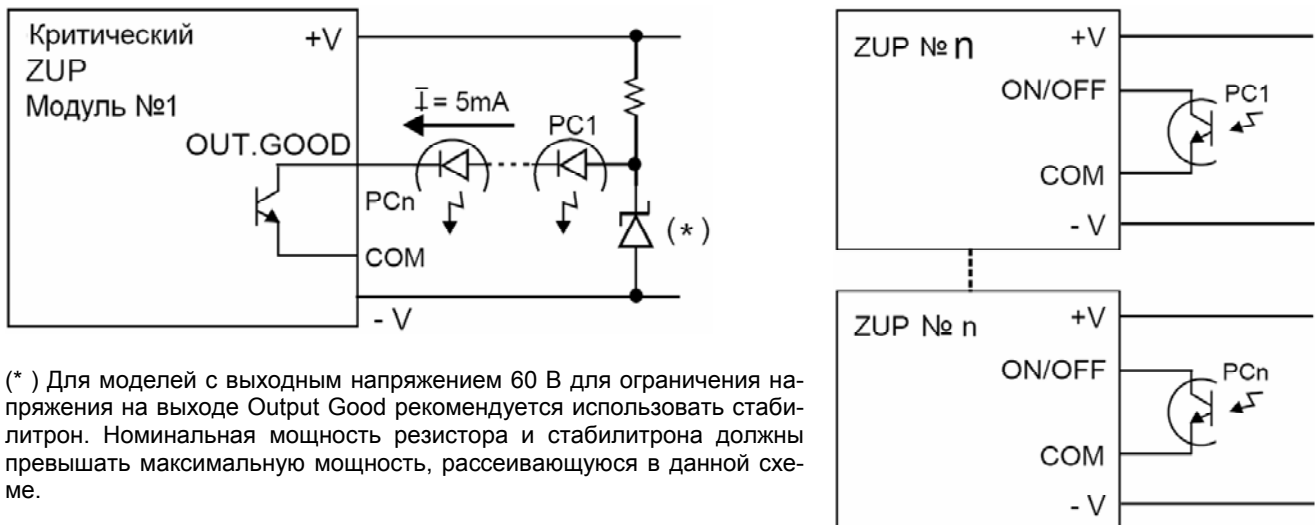 Критический
ZUP
Модуль №1
+V
I = 5mA
PC1
OUT.GOOD
PCn
(*)
COM
- V
(* ) Для моделей с выходным напряжением 60 В для ограничения на-
пряжения на выходе Output Good рекомендуется использовать стаби-
литрон. Номинальная мощность резистора и стабилитрона должны
превышать максимальную мощность, рассеивающуюся в данной схе-
ме.
ZUP № n
+V
ON/OFF
PC1
COM
- V
ZUP № n
+V
ON/OFF
PCn
COM
- V